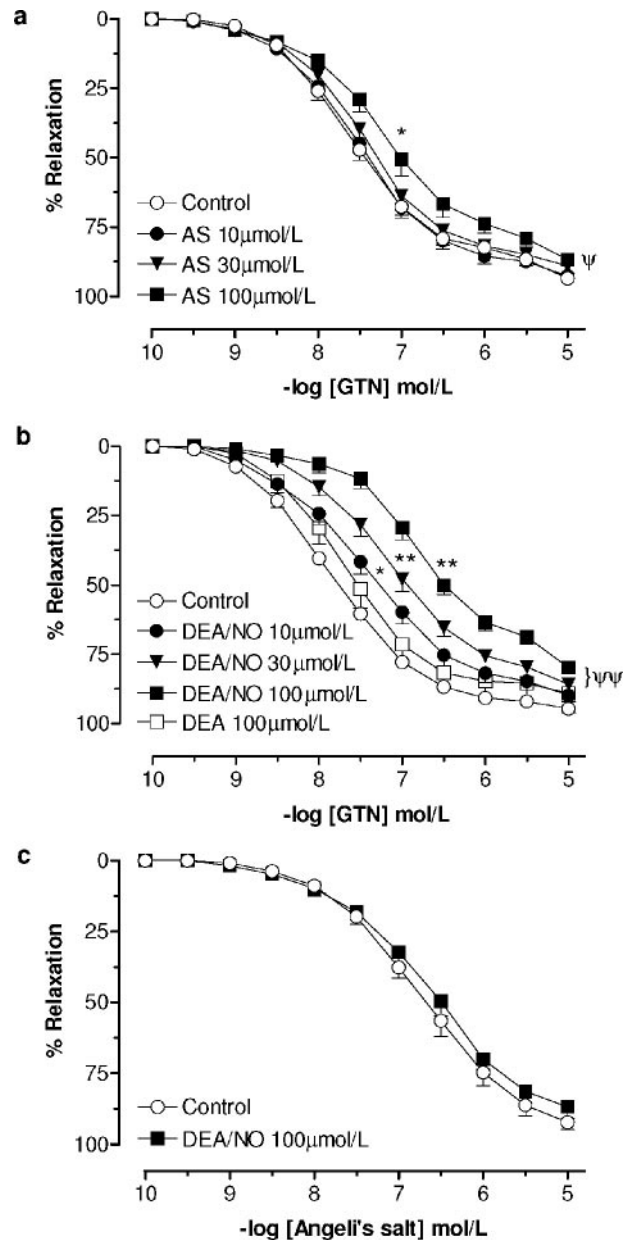 a
0
25
50
75
100
% Relaxation
*
Control
AS 10μmol/L
AS 30μmol/L
AS 100μmol/L
ψ
10 9 8 7 6 5
-log [GTN] mol/L
b
0
25
50
75
100
% Relaxation
* ** **
Control
DEA/NO 10μmol/L
DEA/NO 30μmol/L
DEA/NO 100μmol/L
DEA 100μmol/L
}ψψ
10 9 8 7 6 5
-log [GTN] mol/L
c
0
25
50
75
100
% Relaxation
Control
DEA/NO 100μmol/L
10 9 8 7 6 5
-log [Angeli's salt] mol/L